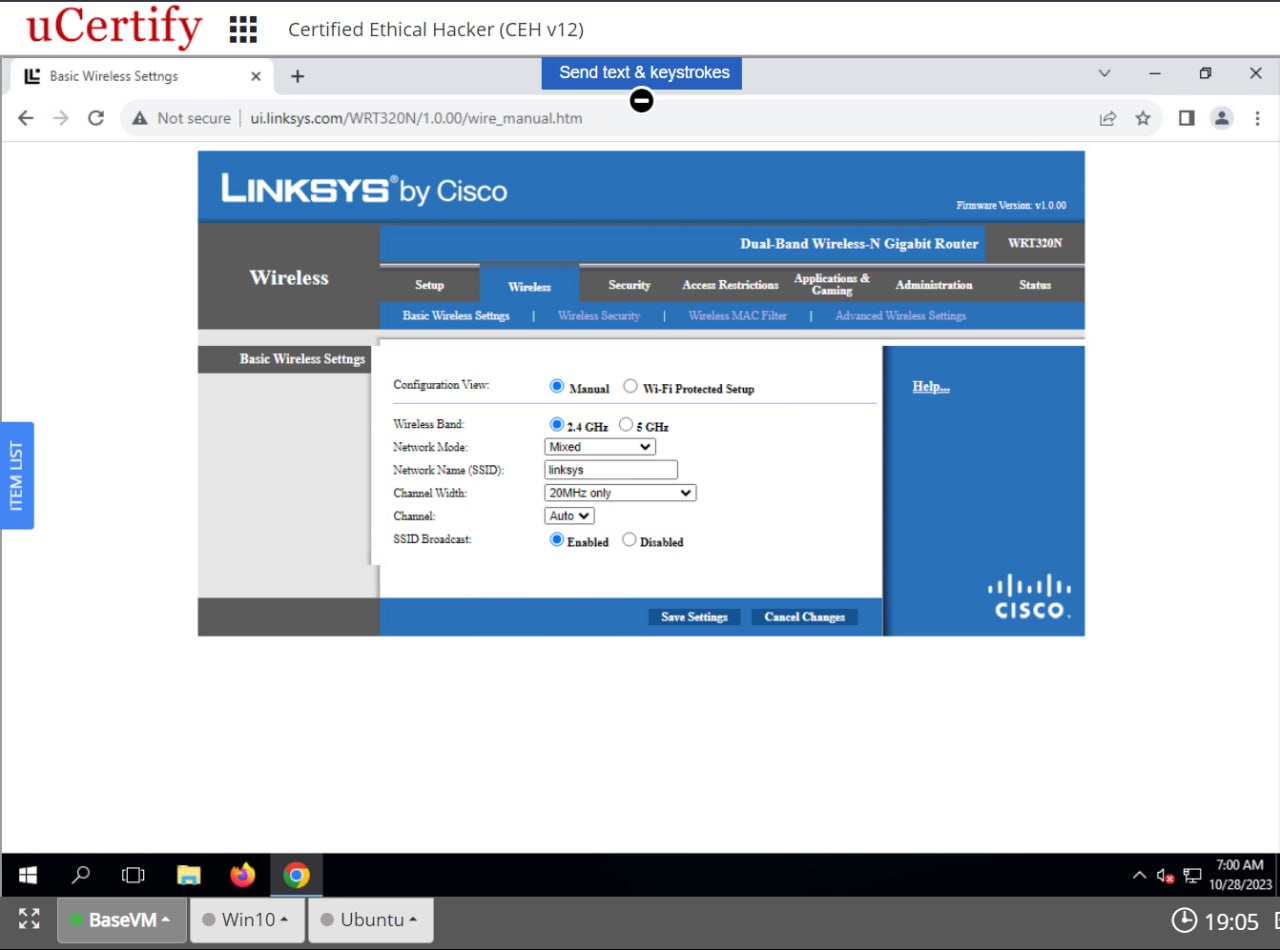 uCertify Certified Ethical Hacker (CEH v12)
Basic Wireless Settngs
Send text & keystrokes
Not secure ui.linksys.com/WRT320N/1.0.00/wire_manual.htm
LINKSYS® by Cisco
Firmware Version: v1.0.00
Dual-Band Wireless-N Gigabit Router WRT320N
Wireless
Setup Wireless Security Access Restrictions Applications & Gaming Administration Status
Basic Wireless Settngs | Wireless Security | Wireless MAC Filter | Advanced Wireless Settings
Basic Wireless Settngs
Configuration View: Manual Wi-Fi Protected Setup
Help...
Wireless Band: 2.4 GHz 5 GHz
Network Mode: Mixed
Network Name (SSID): linksys
Channel Width: 20MHz only
Channel: Auto
SSID Broadcast: Enabled Disabled
ITEM LIST
CISCO.
Save Settings Cancel Changes
7:00 AM
10/28/2023
BaseVM Win10 Ubuntu 19:05